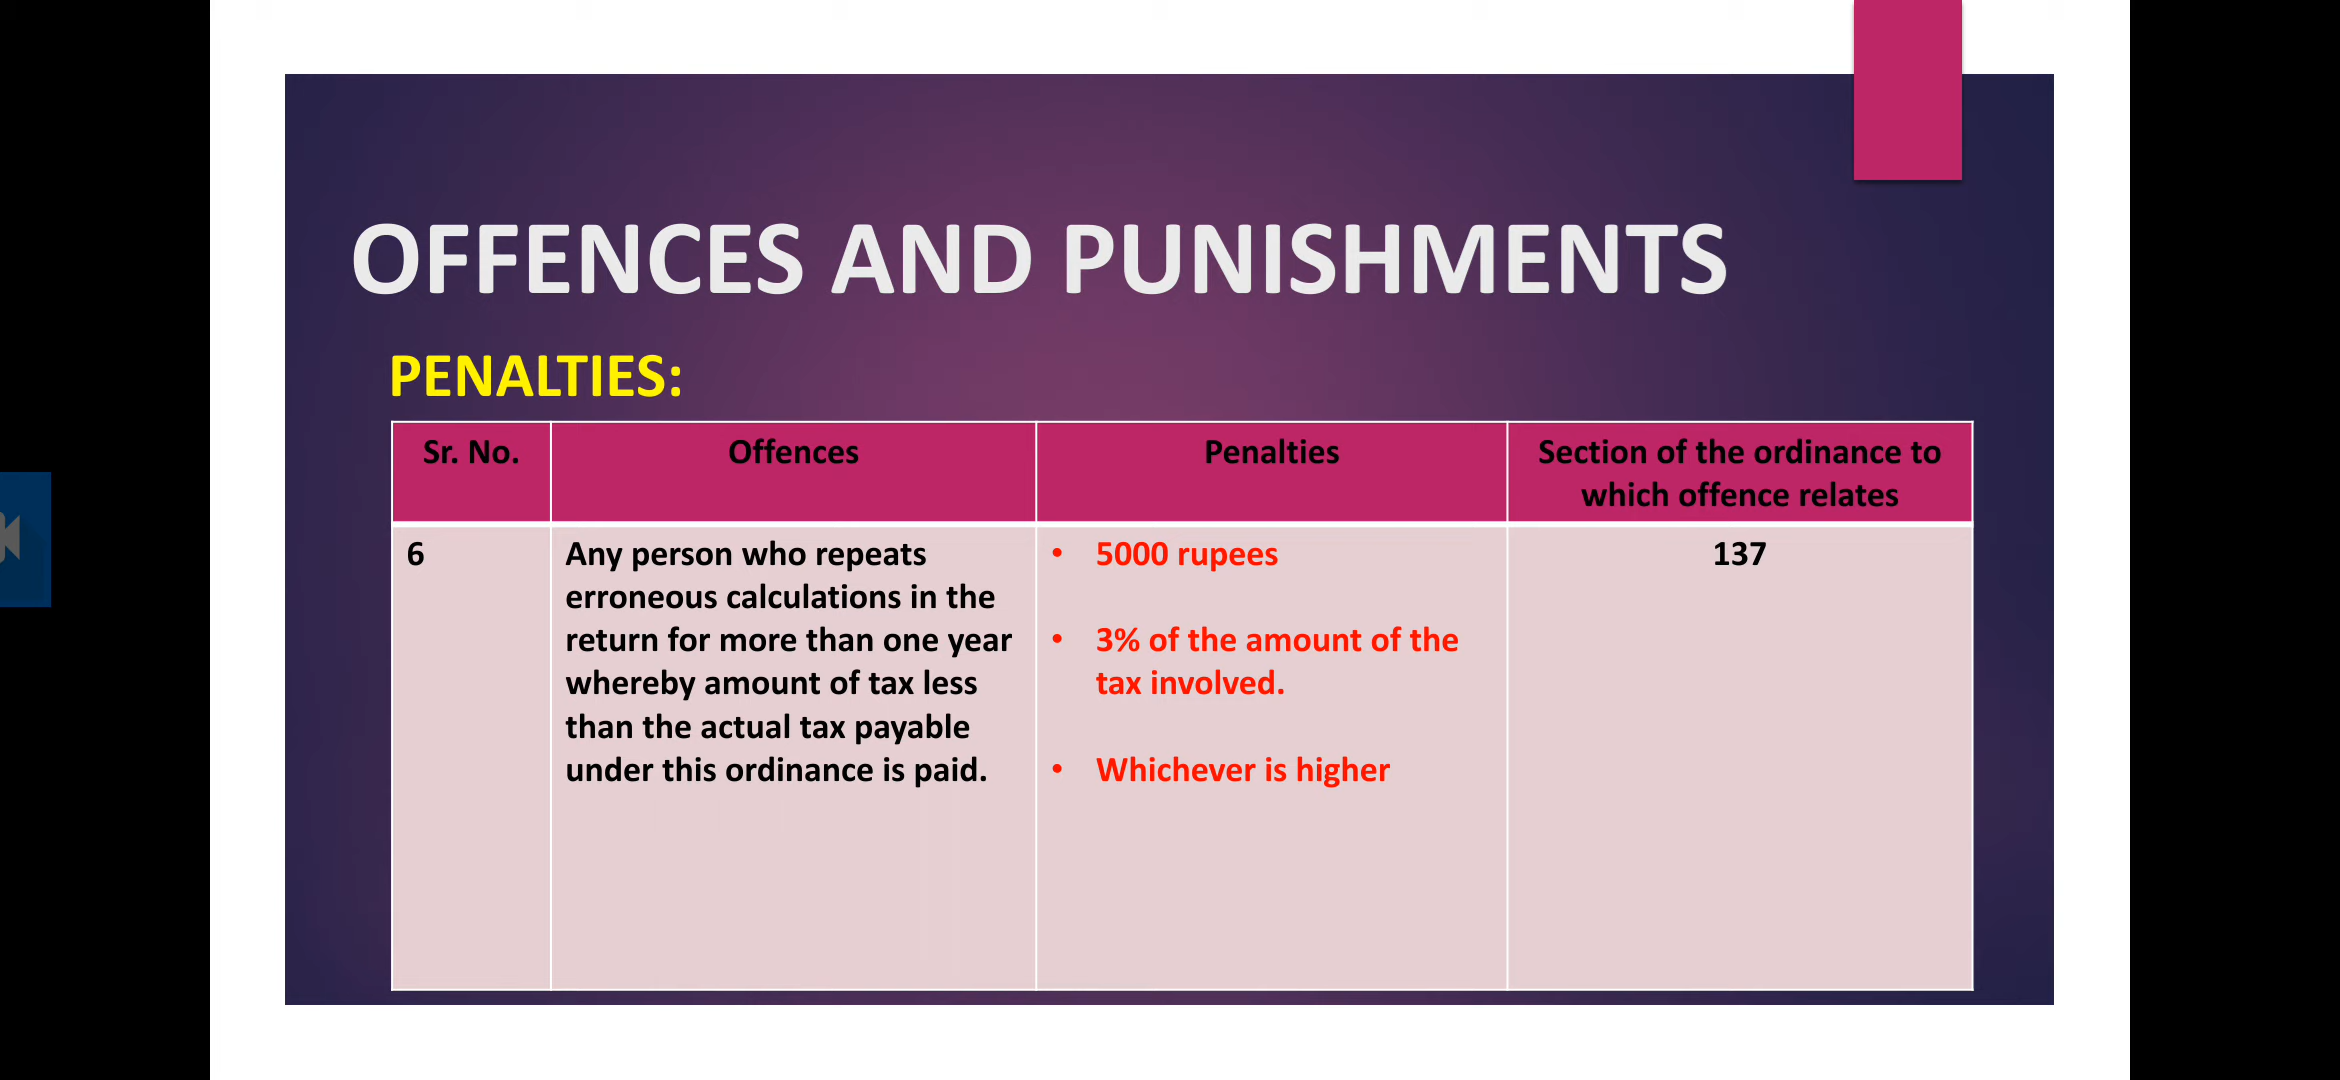 OFFENCES AND PUNISHMENTS
PENALTIES:
Sr. No.
Offences
Penalties
Section of the ordinance to
which offence relates
6
Any person who repeats
erroneous calculations in the
return for more than one year
whereby amount of tax less
than the actual tax payable
under this ordinance is paid.
• 5000 rupees
• 3% of the amount of the
tax involved.
• Whichever is higher
137